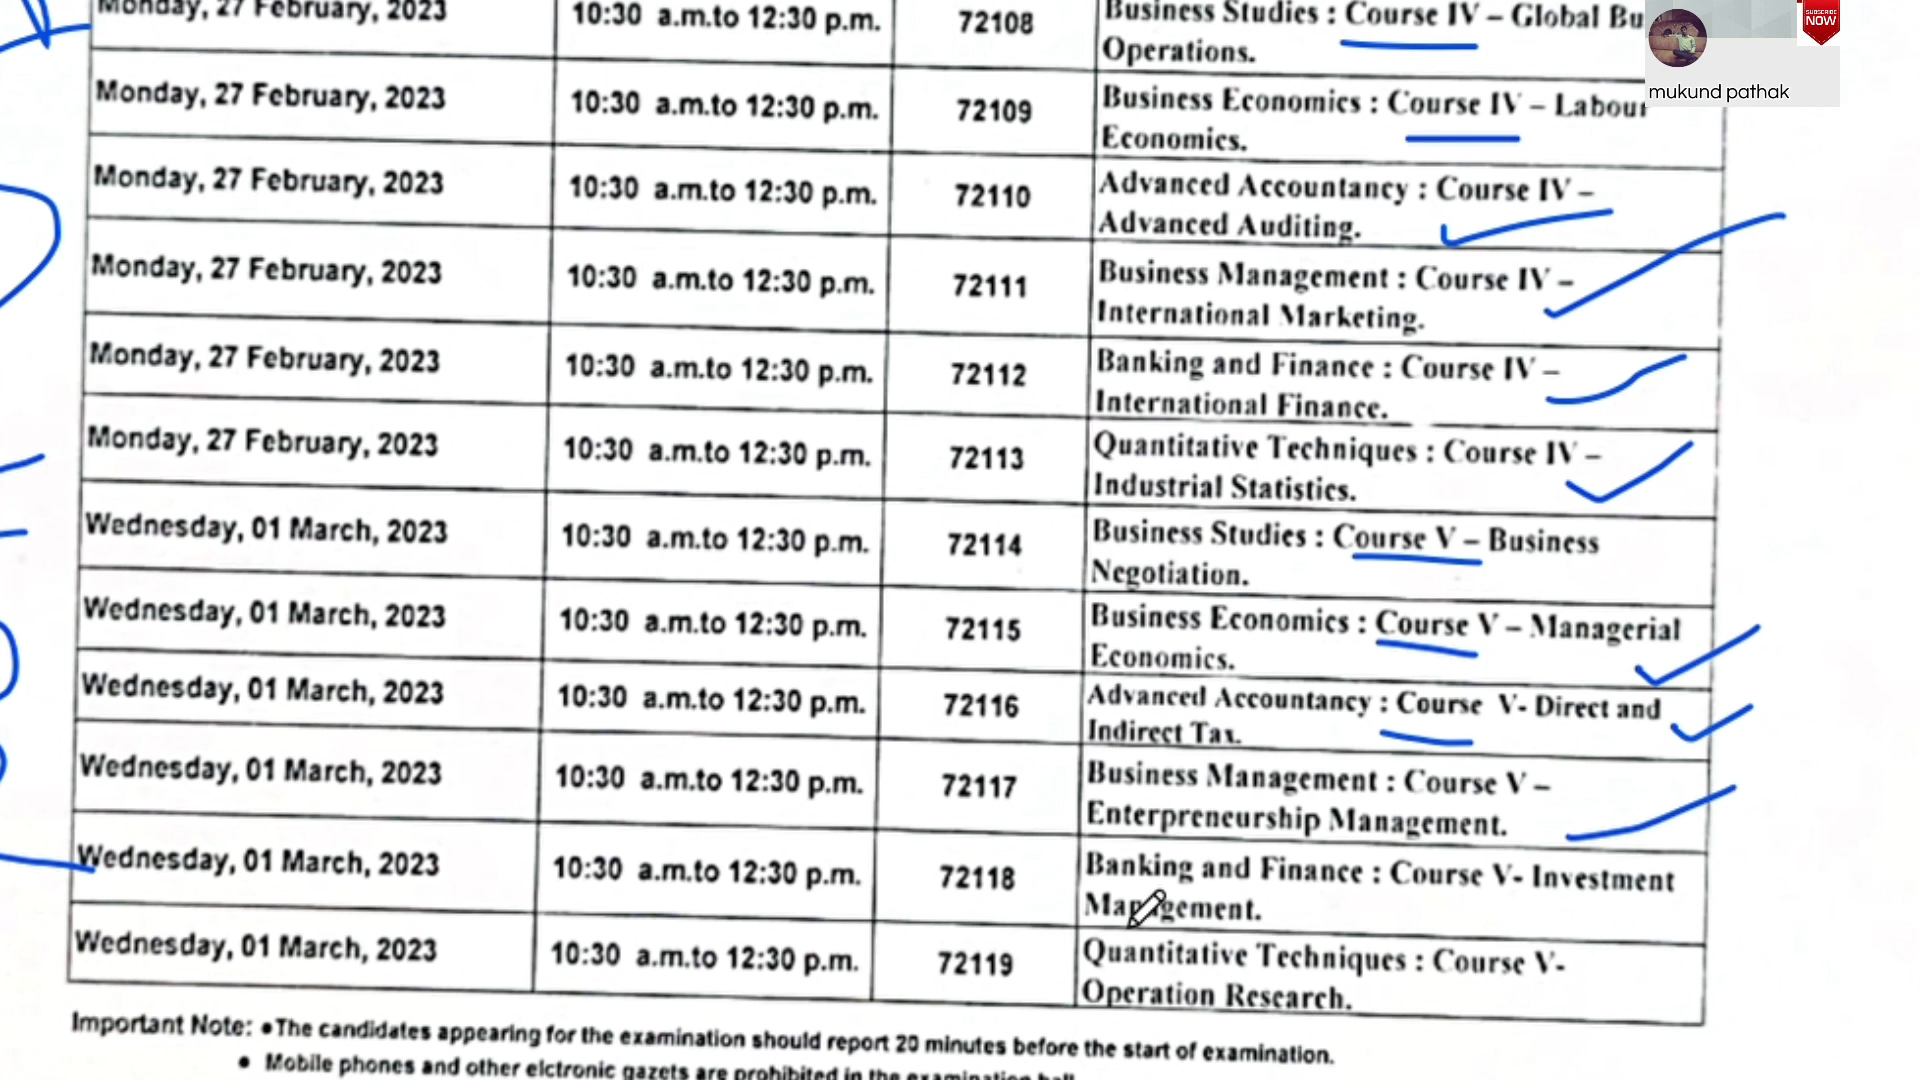 Monday, 27 February, 2023 10:30 a.m.to 12:30 p.m. 72108 Business Studies : Course IV – Global
Operations.
SUBSCRIBE
NOW
mukund pathak
Monday, 27 February, 2023 10:30 a.m.to 12:30 p.m. 72109 Business Economics : Course IV – Labour
Economics.
Monday, 27 February, 2023 10:30 a.m.to 12:30 p.m. 72110 Advanced Accountancy : Course IV –
Advanced Auditing.
Monday, 27 February, 2023 10:30 a.m.to 12:30 p.m. 72111 Business Management : Course IV –
International Marketing.
Monday, 27 February, 2023 10:30 a.m.to 12:30 p.m. 72112 Banking and Finance : Course IV –
International Finance.
Monday, 27 February, 2023 10:30 a.m.to 12:30 p.m. 72113 Quantitative Techniques : Course IV –
Industrial Statistics.
Wednesday, 01 March, 2023 10:30 a.m.to 12:30 p.m. 72114 Business Studies : Course V – Business
Negotiation.
Wednesday, 01 March, 2023 10:30 a.m.to 12:30 p.m. 72115 Business Economics : Course V – Managerial
Economics.
Wednesday, 01 March, 2023 10:30 a.m.to 12:30 p.m. 72116 Advanced Accountancy : Course V- Direct and
Indirect Tax.
Wednesday, 01 March, 2023 10:30 a.m.to 12:30 p.m. 72117 Business Management : Course V –
Enterpreneurship Management.
Wednesday, 01 March, 2023 10:30 a.m.to 12:30 p.m. 72118 Banking and Finance : Course V- Investment
Management.
Wednesday, 01 March, 2023 10:30 a.m.to 12:30 p.m. 72119 Quantitative Techniques : Course V-
Operation Research.
Important Note: •The candidates appearing for the examination should report 20 minutes before the start of examination.
• Mobile phones and other elctronic gazets are prohibited in the examination hall